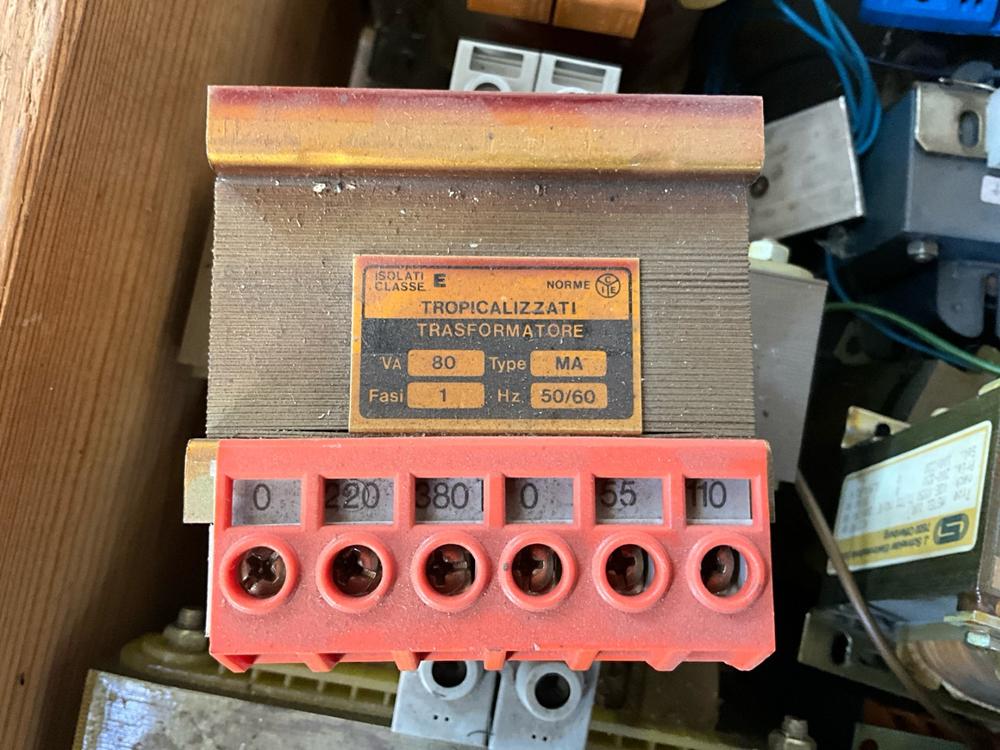 ISOLATI E
CLASSE
NORME CEI
TROPICALIZZATI
TRASFORMATORE
VA 80 Type MA
Fasi 1 Hz. 50/60
0 220 380 0 55 110